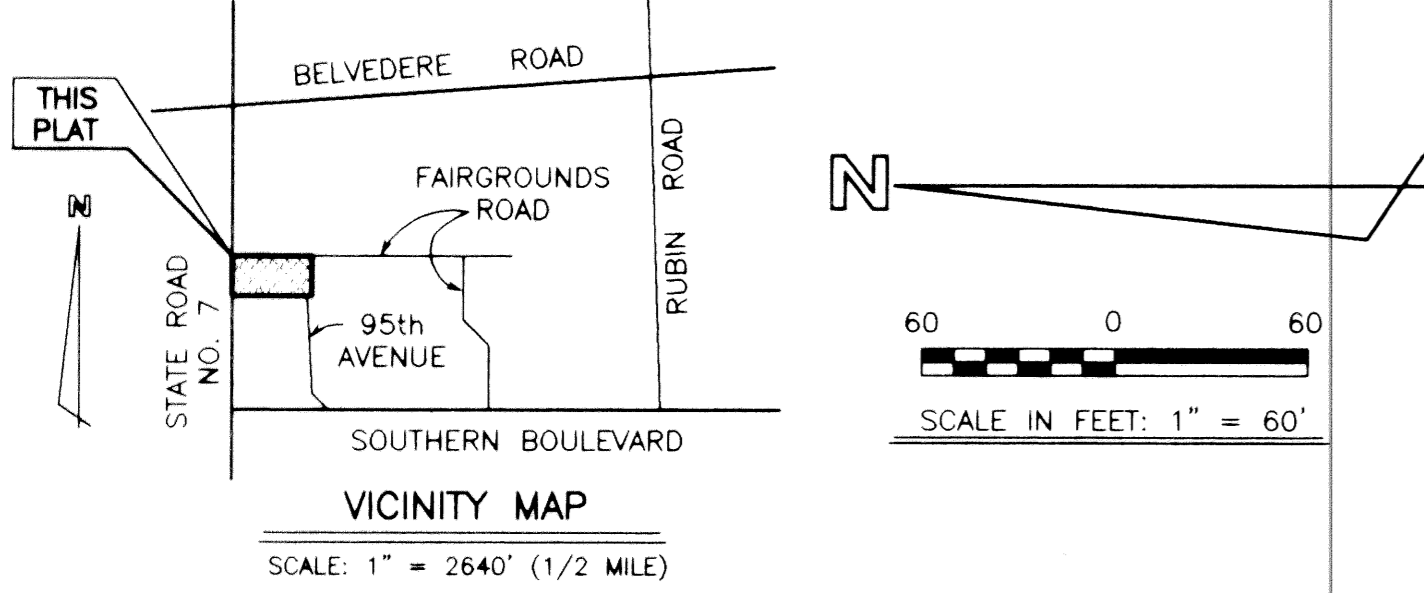 BELVEDERE ROAD
THIS
PLAT
FAIRGROUNDS
ROAD
RUBIN ROAD
N
N
STATE ROAD
NO. 7
95th
AVENUE
60 0 60
SCALE IN FEET: 1" = 60'
SOUTHERN BOULEVARD
VICINITY MAP
SCALE: 1" = 2640' (1/2 MILE)